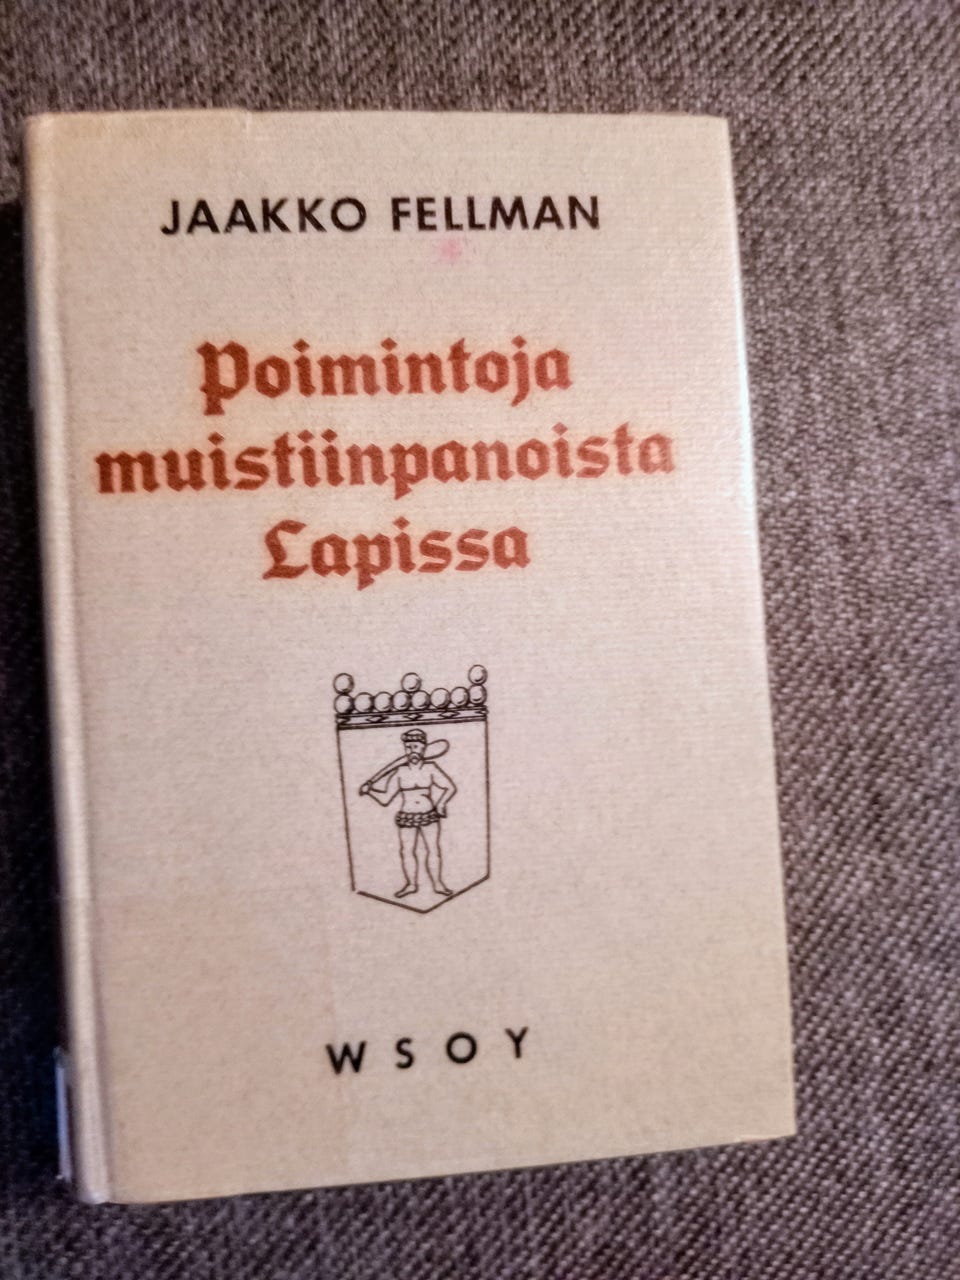 JAAKKO FELLMAN
Poimintoja
muistiinpanoista
Lapissa
WSOY